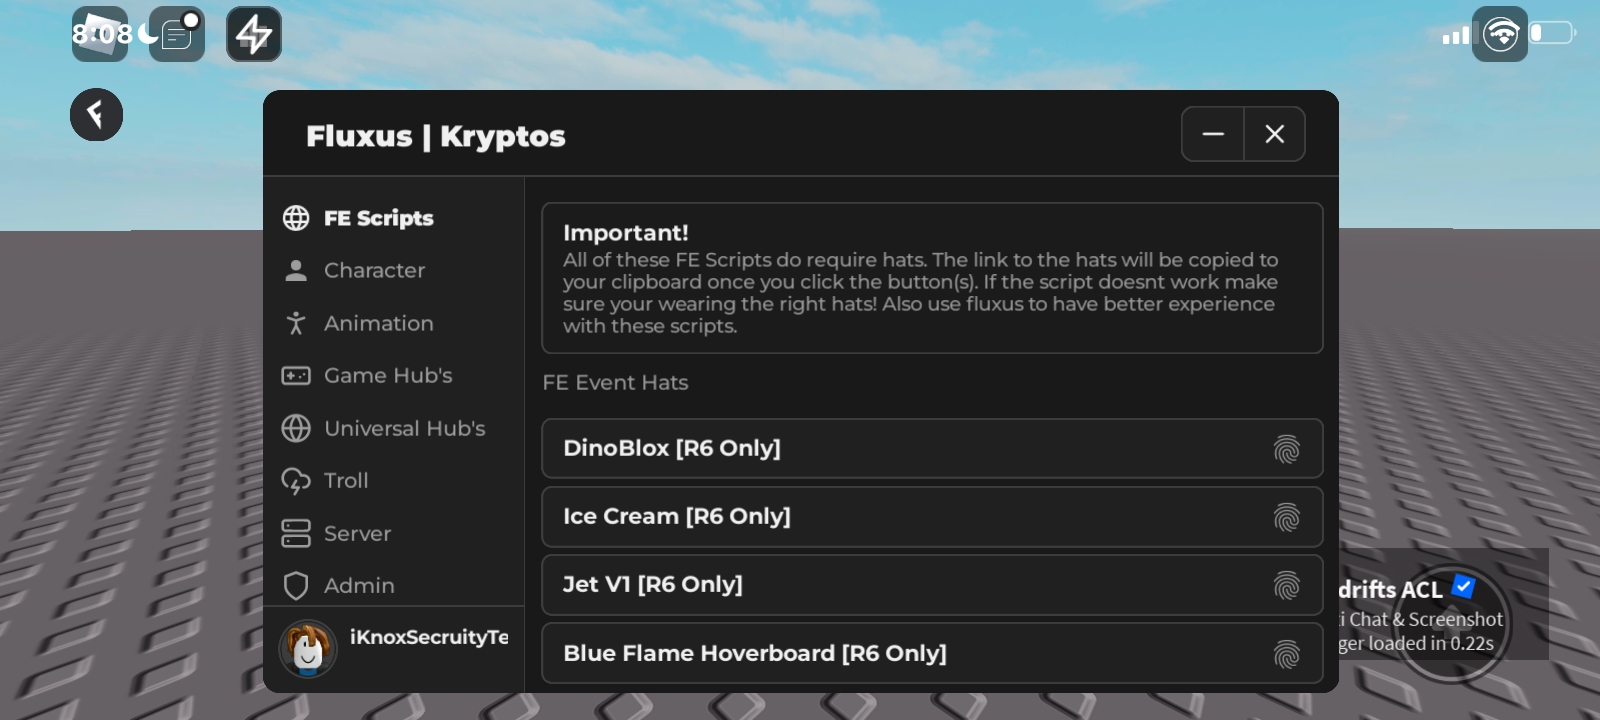 8:08
Fluxus | Kryptos
FE Scripts
Character
Animation
Game Hub's
Universal Hub's
Troll
Server
Admin
iKnoxSecruityTe
Important!
All of these FE Scripts do require hats. The link to the hats will be copied to
your clipboard once you click the button(s). If the script doesnt work make
sure your wearing the right hats! Also use fluxus to have better experience
with these scripts.
FE Event Hats
DinoBlox [R6 Only]
Ice Cream [R6 Only]
Jet V1 [R6 Only]
Blue Flame Hoverboard [R6 Only]
drifts ACL
i Chat & Screenshot
ger loaded in 0.22s